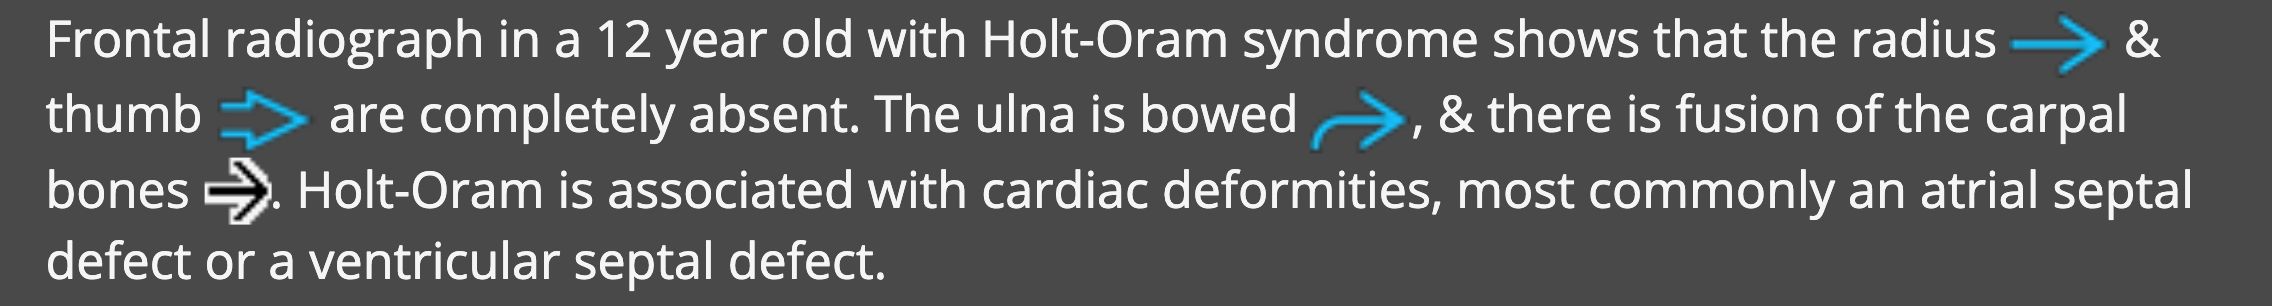 Frontal radiograph in a 12 year old with Holt-Oram syndrome shows that the radius &
thumb are completely absent. The ulna is bowed , & there is fusion of the carpal
bones . Holt-Oram is associated with cardiac deformities, most commonly an atrial septal
defect or a ventricular septal defect.